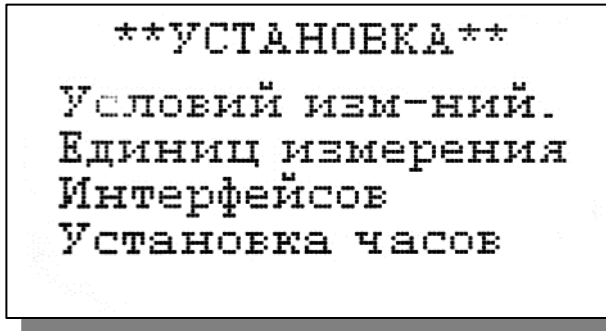 **УСТАНОВКА**
Условий изм-ний.
Единиц измерения
Интерфейсов
Установка часов